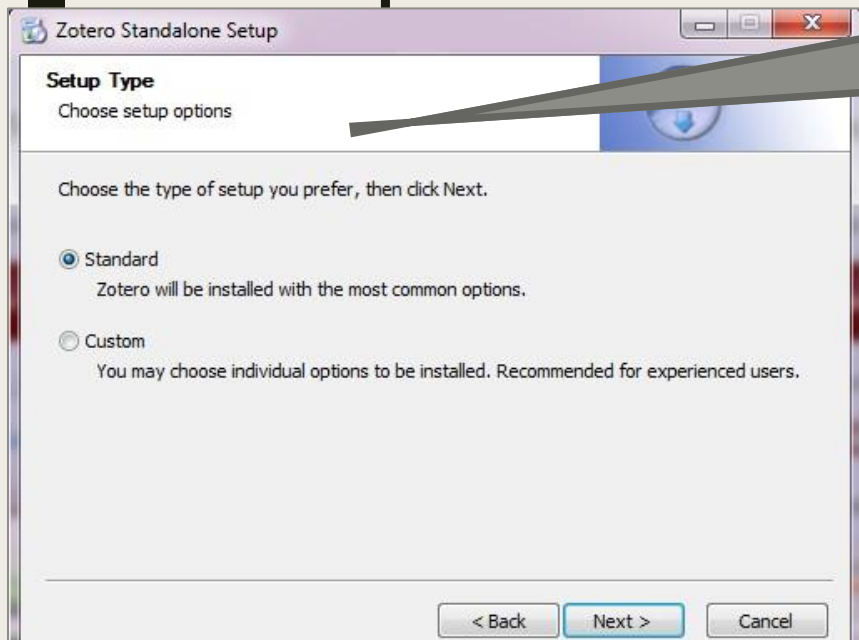 Zotero Standalone Setup
Setup Type
Choose setup options
Choose the type of setup you prefer, then click Next.
Standard
Zotero will be installed with the most common options.
Custom
You may choose individual options to be installed. Recommended for experienced users.
< Back Next > Cancel